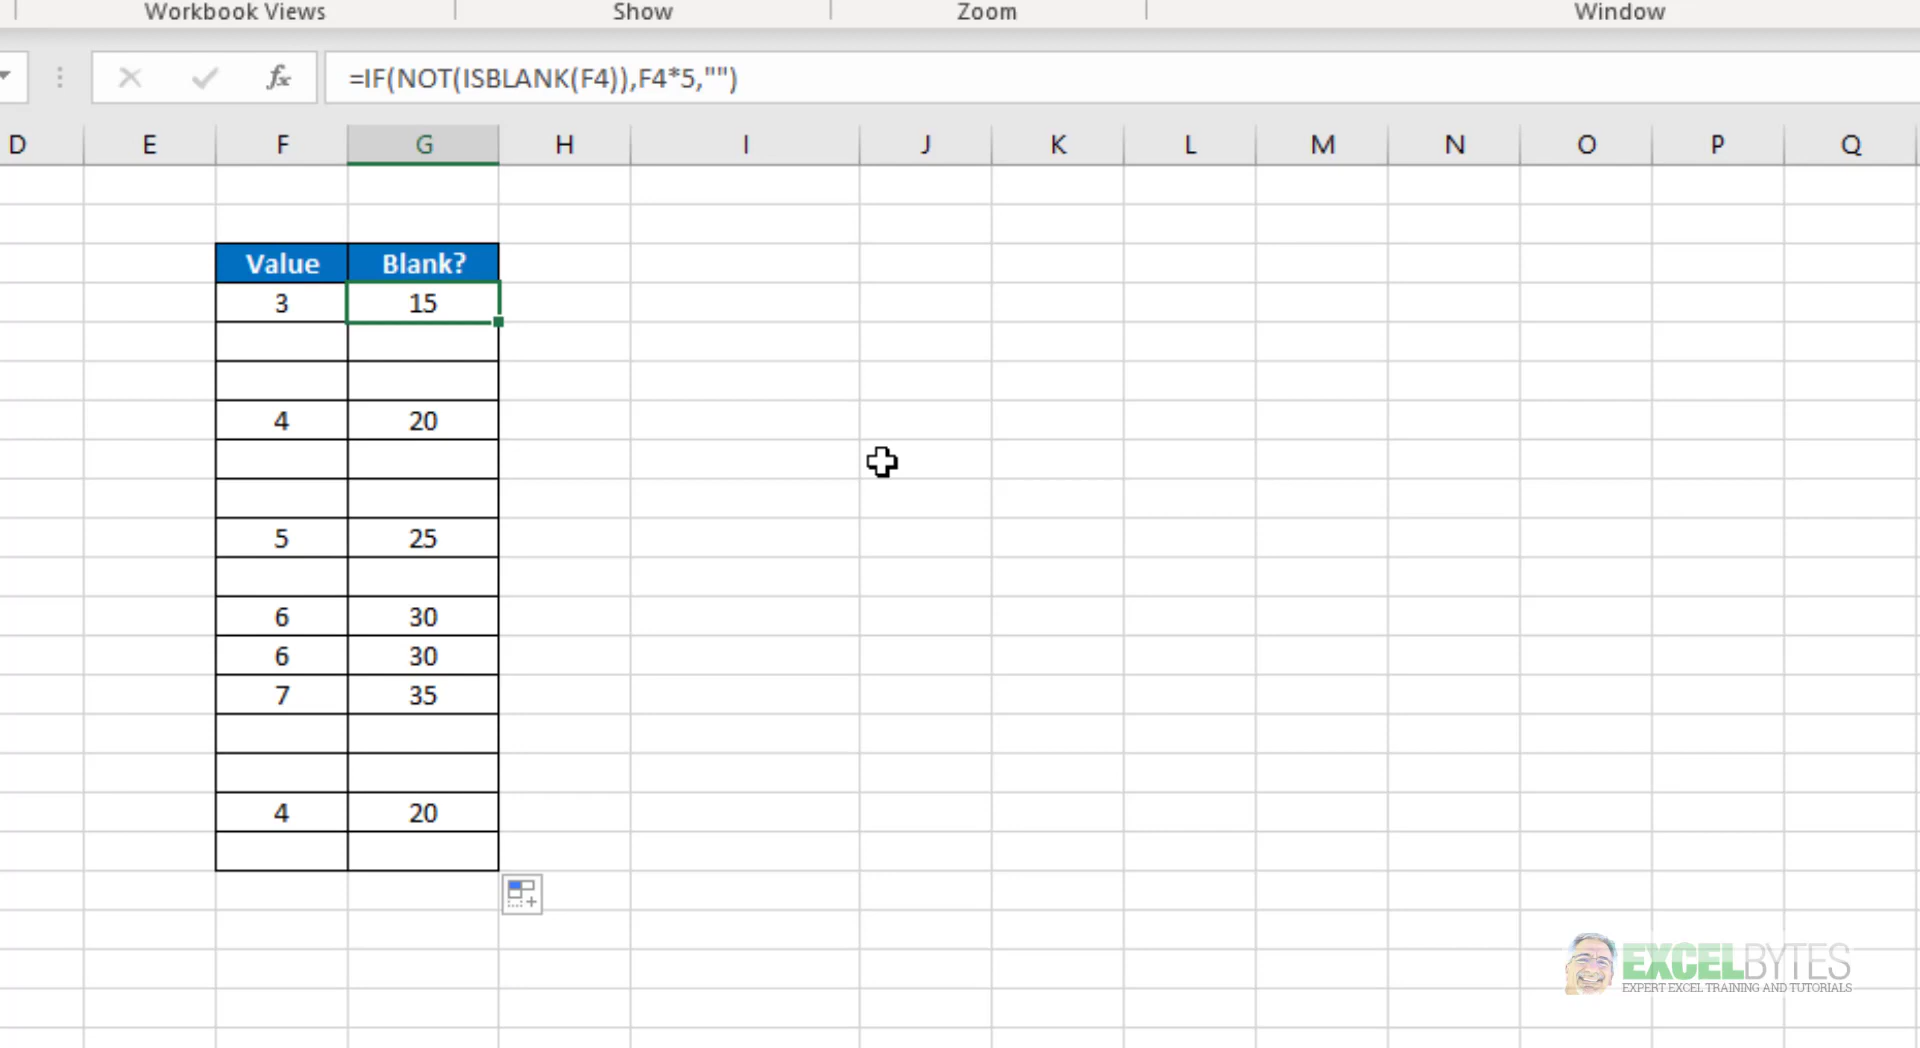 Workbook Views Show Zoom Window
fx =IF(NOT(ISBLANK(F4)),F4*5,"")
D E F G H I J K L M N O P Q
Value Blank?
3 15
4 20
5 25
6 30
6 30
7 35
4 20
EXCELBYTES
EXPERT EXCEL TRAINING AND TUTORIALS